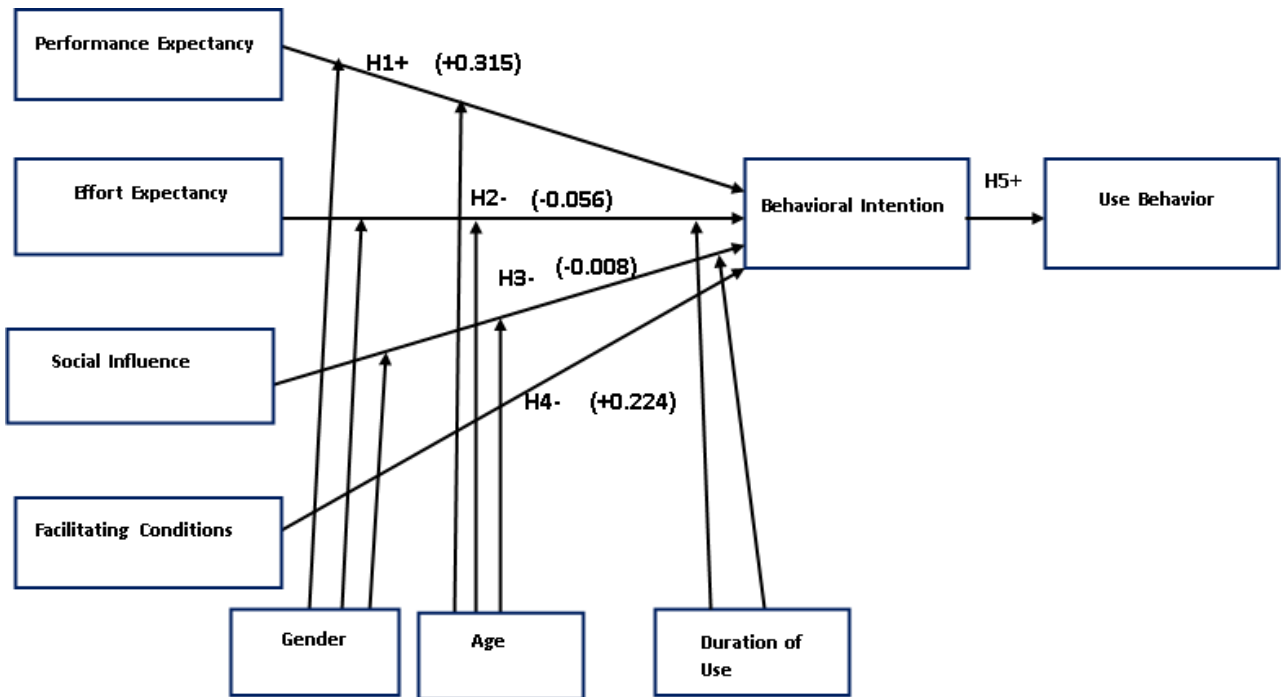 Performance Expectancy
H1+ (+0.315)
Effort Expectancy
H2- (-0.056)
Behavioral Intention
H5+
Use Behavior
H3- (-0.008)
Social Influence
H4- (+0.224)
Facilitating Conditions
Gender
Age
Duration of
Use